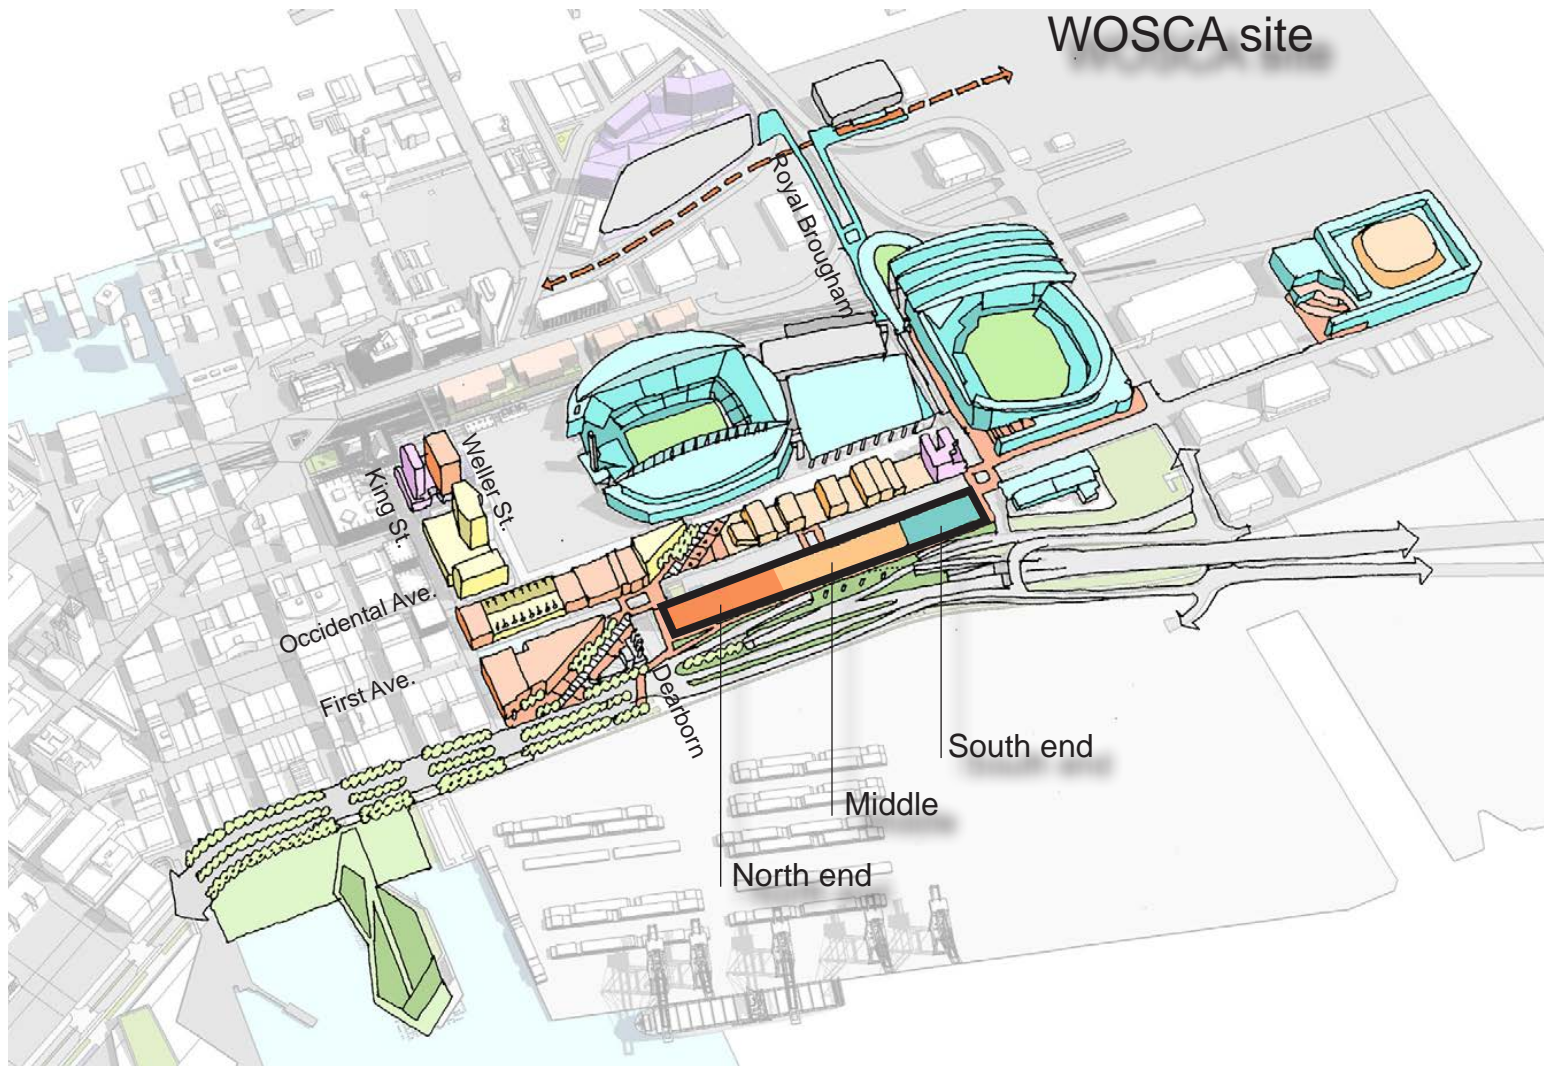 WOSCA site
Royal Brougham
Weller St.
King St.
Occidental Ave.
First Ave.
Dearborn
South end
Middle
North end